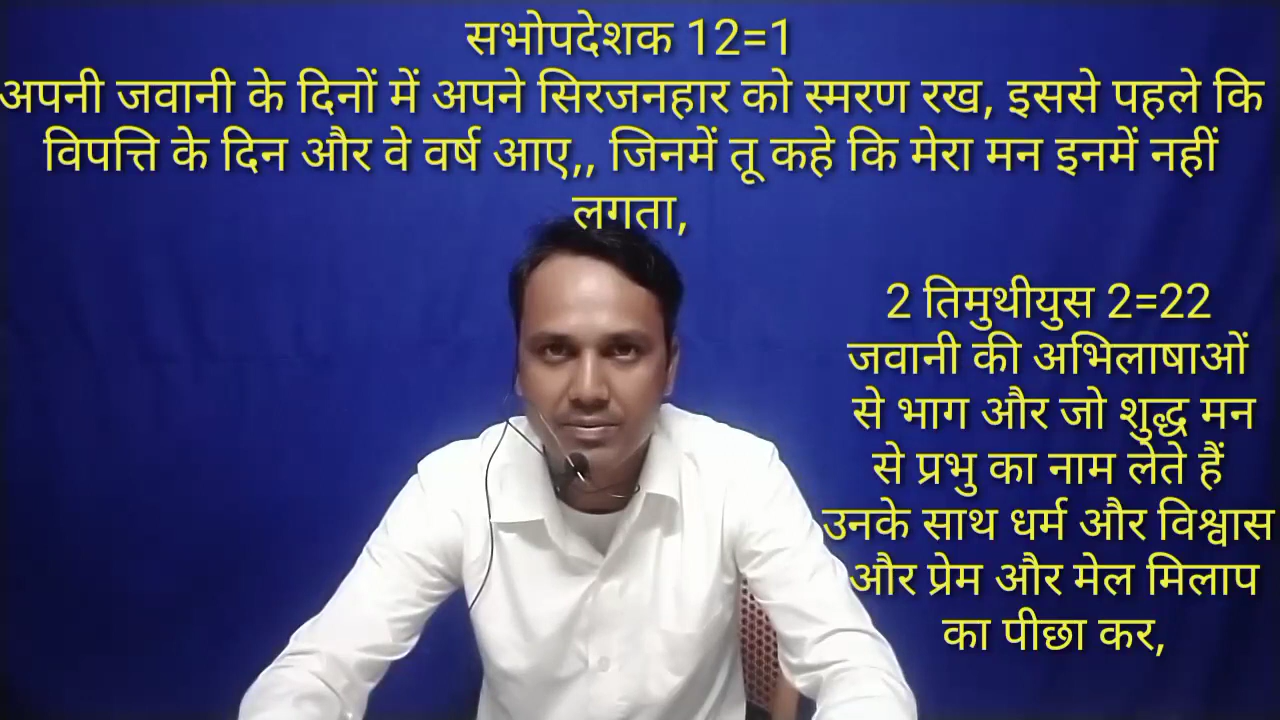 सभोपदेशक 12=1
अपनी जवानी के दिनों में अपने सिरजनहार को स्मरण रख, इससे पहले कि
विपत्ति के दिन और वे वर्ष आए,, जिनमें तू कहे कि मेरा मन इनमें नहीं
लगता,
2 तिमुथीयुस 2=22
जवानी की अभिलाषाओं
से भाग और जो शुद्ध मन
से प्रभु का नाम लेते हैं
उनके साथ धर्म और विश्वास
और प्रेम और मेल मिलाप
का पीछा कर,